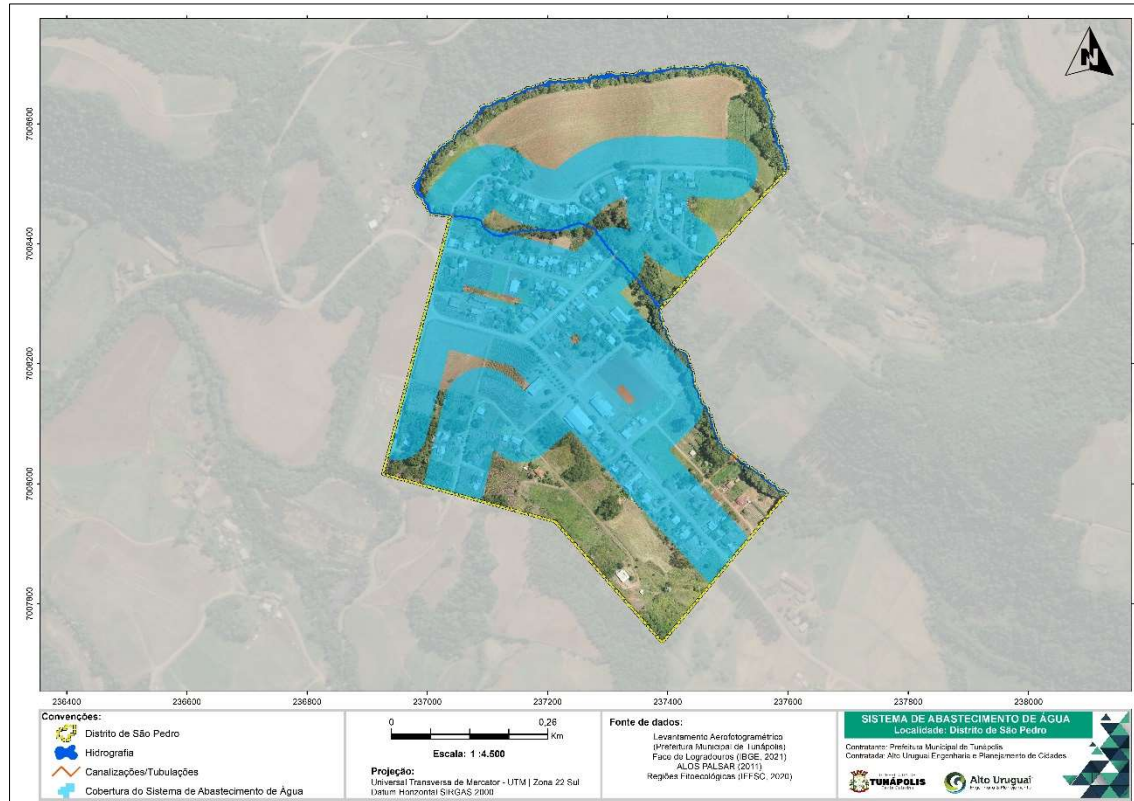 N
7008600
7008400
7008200
7008000
7007800
236400
236600
236800
237000
237200
237400
237600
237800
238000
Convenções:
Distrito de São Pedro
Hidrografia
Canalizações/Tubulações
Cobertura do Sistema de Abastecimento de Água
0 0,26
Km
Escala: 1:4.500
Projeção:
Universal Transversa de Mercator - UTM | Zona 22 Sul
Datum Horizontal SIRGAS 2000
Fonte de dados:
Levantamento Aerofotogramétrico
(Prefeitura Municipal de Tunápolis)
Face de Logradouros (IBGE, 2021)
ALOS PALSAR (2011)
Regiões Fitoecológicas (IFFSC, 2020)
SISTEMA DE ABASTECIMENTO DE ÁGUA
Localidade: Distrito de São Pedro
Contratante: Prefeitura Municipal de Tunápolis
Contratada: Alto Uruguai Engenharia e Planejamento de Cidades
TUNÁPOLIS
Alto Uruguai